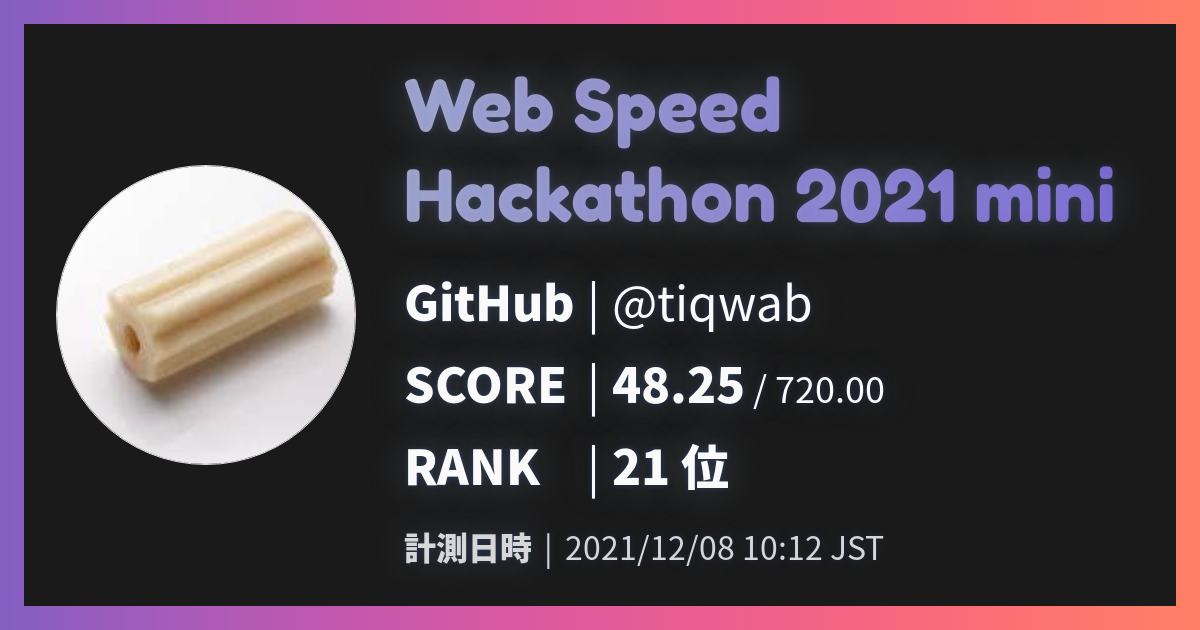 Web Speed
Hackathon 2021 mini
GitHub | @tiqwab
SCORE | 48.25 / 720.00
RANK | 21 位
計測日時 | 2021/12/08 10:12 JST